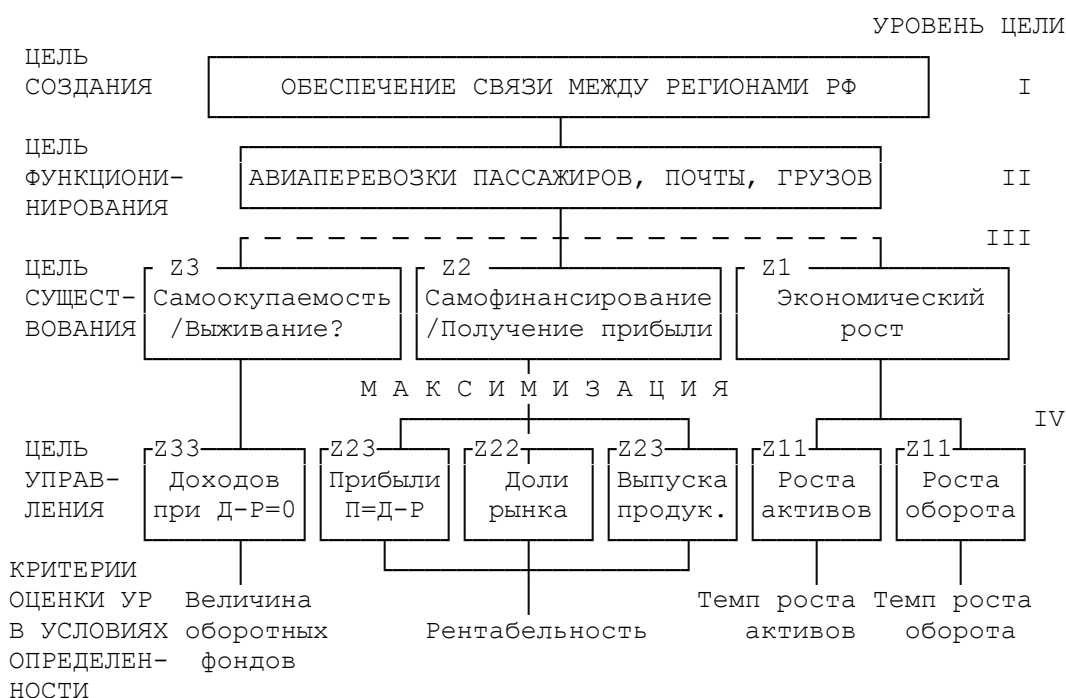 УРОВЕНЬ ЦЕЛИ
ЦЕЛЬ
СОЗДАНИЯ ОБЕСПЕЧЕНИЕ СВЯЗИ МЕЖДУ РЕГИОНАМИ РФ I
ЦЕЛЬ
ФУНКЦИОНИ- АВИАПЕРЕВОЗКИ ПАССАЖИРОВ, ПОЧТЫ, ГРУЗОВ II
НИРОВАНИЯ
III
ЦЕЛЬ Z3 Z2 Z1
СУЩЕСТ- Самоокупаемость Самофинансирование Экономический
ВОВАНИЯ /Выживание? /Получение прибыли рост
М А К С И М И З А Ц И Я
IV
ЦЕЛЬ Z33 Z23 Z22 Z23 Z11 Z11
УПРАВ- Доходов Прибыли Доли Выпуска Роста Роста
ЛЕНИЯ при Д-Р=0 П=Д-Р рынка продук. активов оборота
КРИТЕРИИ
ОЦЕНКИ УР Величина Темп роста Темп роста
В УСЛОВИЯХ оборотных Рентабельность активов оборота
ОПРЕДЕЛЕН- фондов
НОСТИ